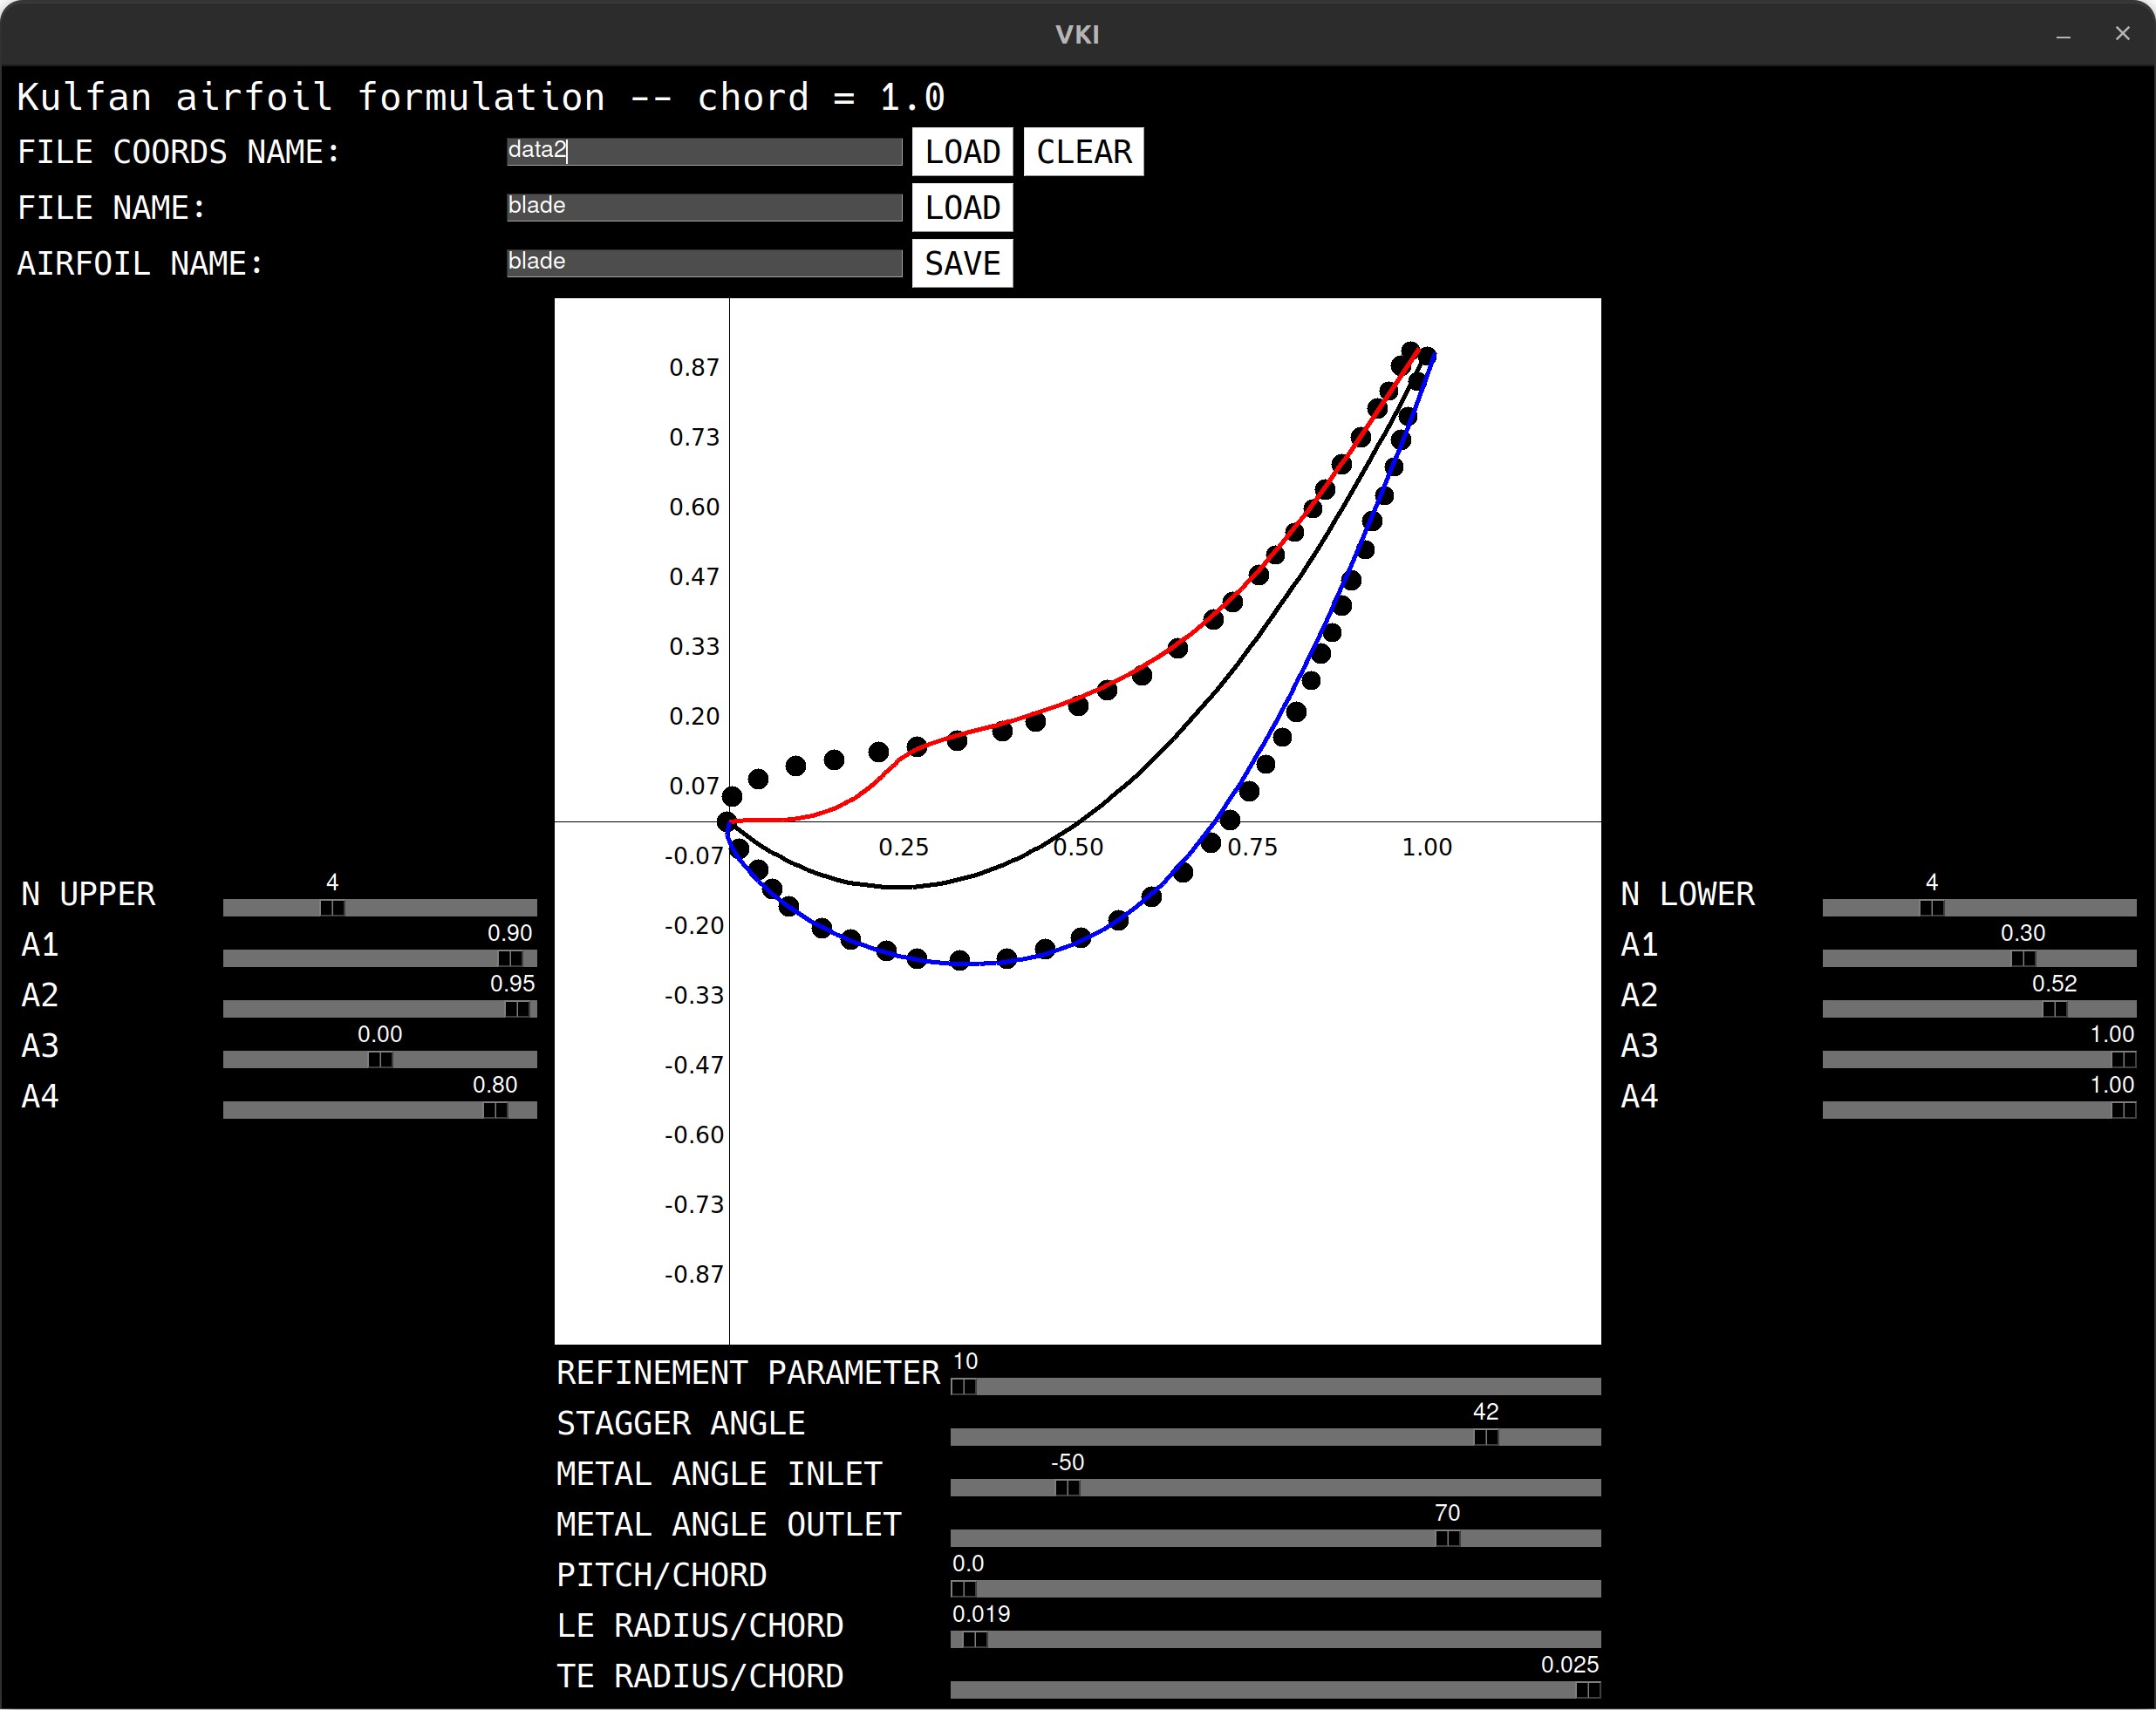 VKI
Kulfan airfoil formulation -- chord = 1.0
FILE COORDS NAME: data2 LOAD CLEAR
FILE NAME: blade LOAD
AIRFOIL NAME: blade SAVE
0.87
0.73
0.60
0.47
0.33
0.20
0.07
0.25 0.50 0.75 1.00
-0.07
-0.20
-0.33
-0.47
-0.60
-0.73
-0.87
N UPPER 4
A1 0.90
A2 0.95
A3 0.00
A4 0.80
N LOWER 4
A1 0.30
A2 0.52
A3 1.00
A4 1.00
REFINEMENT PARAMETER 10
STAGGER ANGLE 42
METAL ANGLE INLET -50
METAL ANGLE OUTLET 70
PITCH/CHORD 0.0
LE RADIUS/CHORD 0.019
TE RADIUS/CHORD 0.025